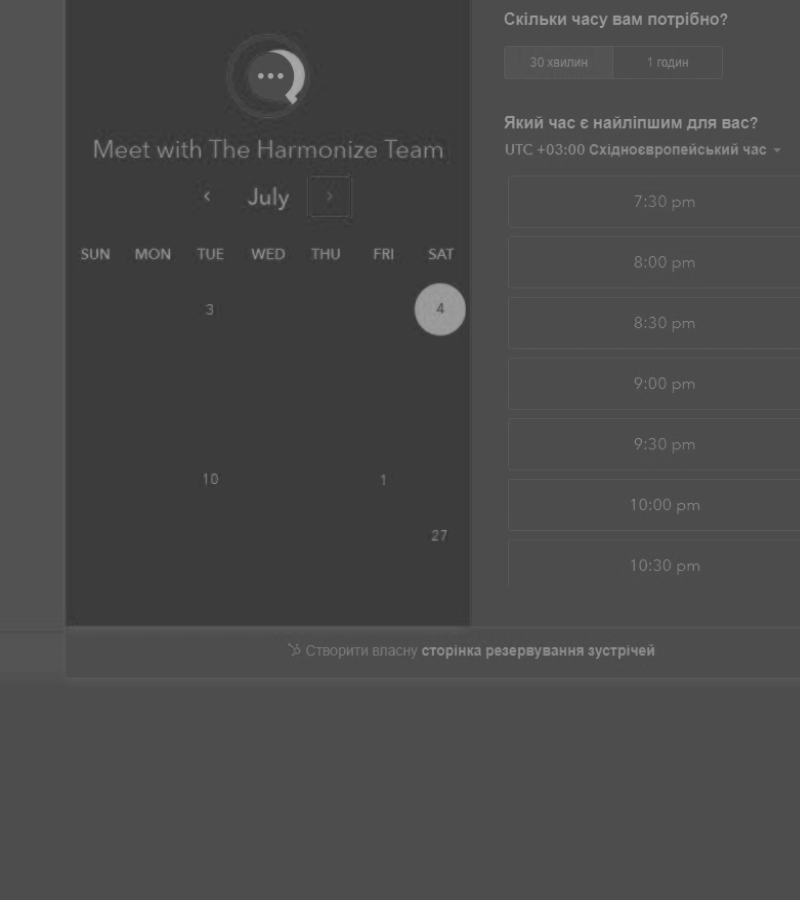 Meet with The Harmonize Team
July
SUN MON TUE WED THU FRI SAT
3 4
10 1
27
Скільки часу вам потрібно?
30 хвилин 1 годин
Який час є найліпшим для вас?
UTC +03:00 Східноєвропейський час
7:30 pm
8:00 pm
8:30 pm
9:00 pm
9:30 pm
10:00 pm
10:30 pm
Створити власну сторінка резервування зустрічей